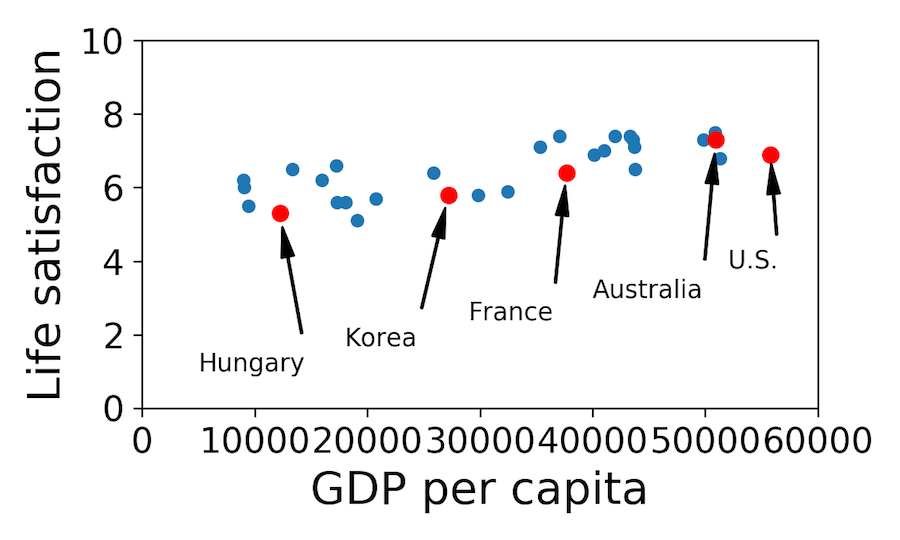 Life satisfaction
10
8
6
4
2
0
Hungary
Korea
France
Australia
U.S.
0 10000 20000 30000 40000 50000 60000
GDP per capita